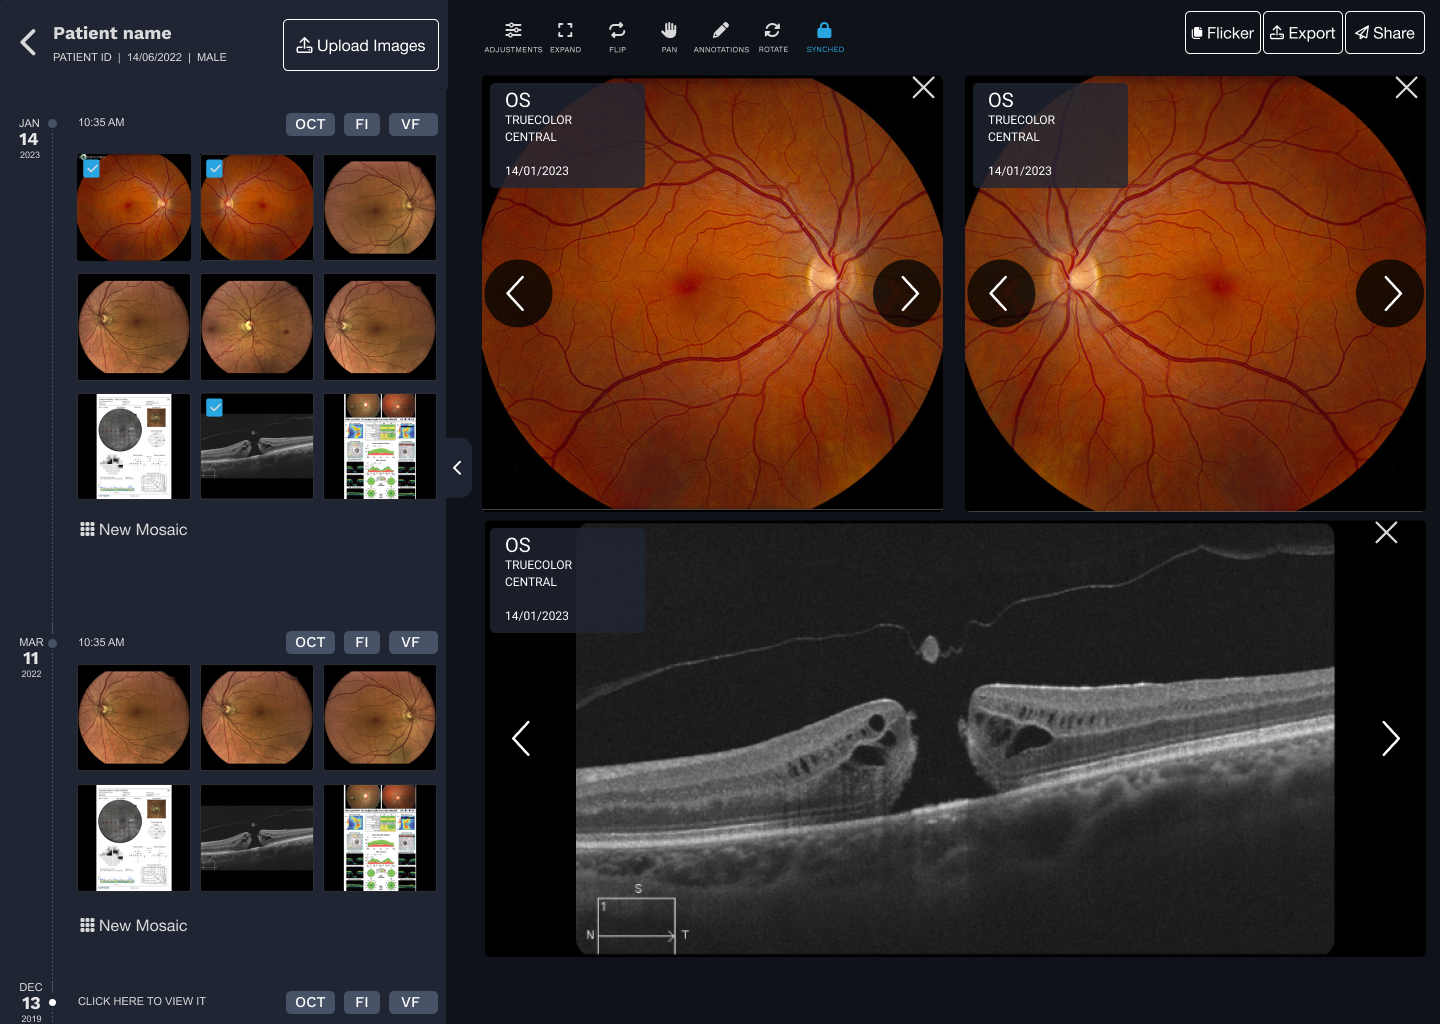 Patient name
PATIENT ID | 14/06/2022 | MALE
Upload Images
ADJUSTMENTS
EXPAND
FLIP
PAN
ANNOTATIONS
ROTATE
SYNCHED
Flicker
Export
Share
JAN
14
2023
10:35 AM
OCT
FI
VF
New Mosaic
MAR
11
2022
10:35 AM
OCT
FI
VF
New Mosaic
DEC
13
2019
CLICK HERE TO VIEW IT
OCT
FI
VF
OS
TRUECOLOR
CENTRAL
14/01/2023
OS
TRUECOLOR
CENTRAL
14/01/2023
OS
TRUECOLOR
CENTRAL
14/01/2023
S
1
N
T